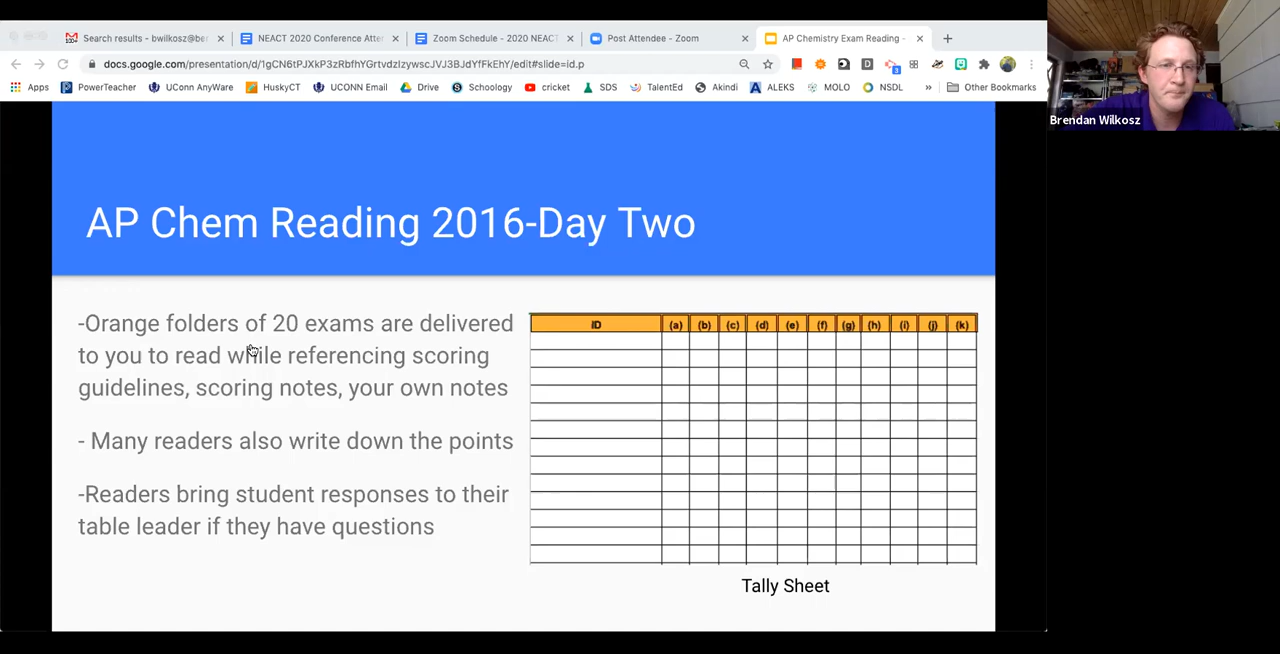 Search results - bwilkosz@ber
NEACT 2020 Conference Atter
Zoom Schedule - 2020 NEACT
Post Attendee - Zoom
AP Chemistry Exam Reading -
docs.google.com/presentation/d/1gCN6tPJXkP3zRbfhYGrtvdzIzywscJVJ3BJdYfFkEhY/edit#slide=id.p
Apps PowerTeacher UConn AnyWare HuskyCT UCONN Email Drive Schoology cricket SDS TalentEd Akindi ALEKS MOLO NSDL » Other Bookmarks
Brendan Wilkosz
AP Chem Reading 2016-Day Two
-Orange folders of 20 exams are delivered
to you to read while referencing scoring
guidelines, scoring notes, your own notes
- Many readers also write down the points
-Readers bring student responses to their
table leader if they have questions
ID (a) (b) (c) (d) (e) (f) (g) (h) (i) (j) (k)
Tally Sheet